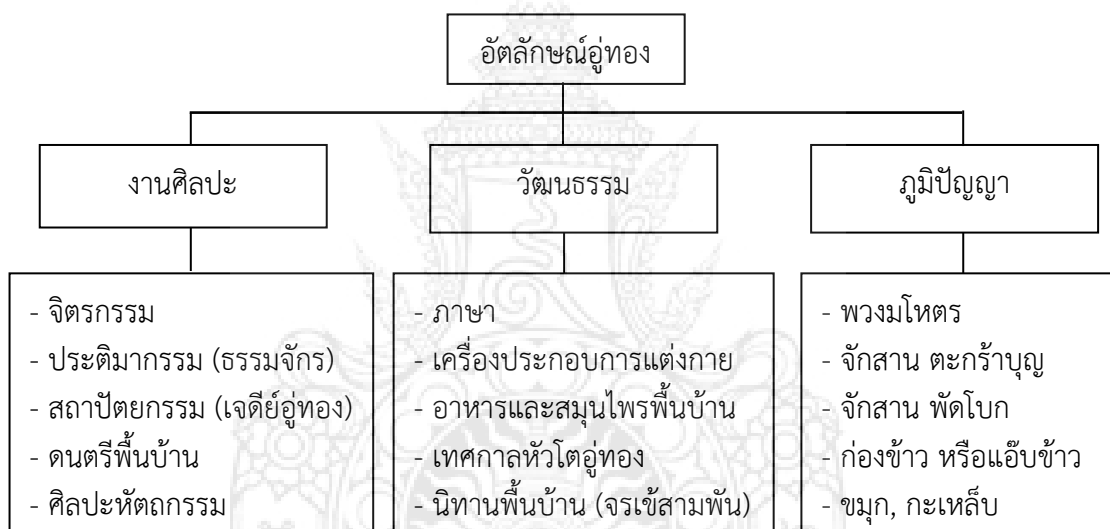 อัตลักษณ์อู่ทอง
งานศิลปะ
วัฒนธรรม
ภูมิปัญญา
- จิตรกรรม
- ประติมากรรม (ธรรมจักร)
- สถาปัตยกรรม (เจดีย์อู่ทอง)
- ดนตรีพื้นบ้าน
- ศิลปะหัตถกรรม
- ภาษา
- เครื่องประกอบการแต่งกาย
- อาหารและสมุนไพรพื้นบ้าน
- เทศกาลหัวโตอู่ทอง
- นิทานพื้นบ้าน (จรเข้สามพัน)
- พวงมโหตร
- จักสาน ตะกร้าบุญ
- จักสาน พัดโบก
- ก่องข้าว หรือแอ๊บข้าว
- ขมุก, กะเหล็บ